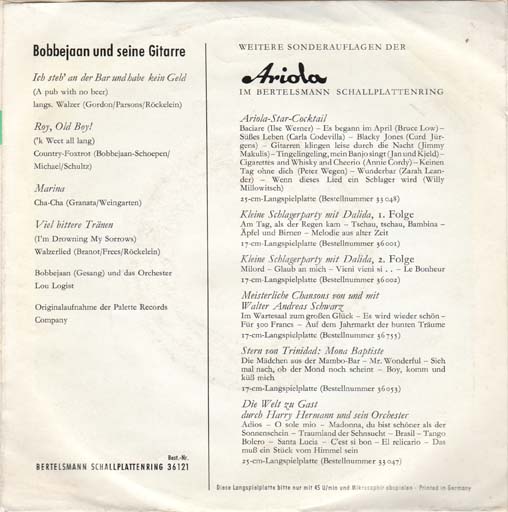 Bobbejaan und seine Gitarre
Ich steh' an der Bar und habe kein Geld
(A pub with no beer)
langs. Walzer (Gordon/Parsons/Röckelein)
Roy, Old Boy!
('k Weet all lang)
Country-Foxtrot (Bobbejaan-Schoepen/
Michael/Schultz)
Marina
Cha-Cha (Granata/Weingarten)
Viel bittere Tränen
(I'm Drowning My Sorrows)
Walzerlied (Branot/Frees/Röckelein)
Bobbejaan (Gesang) und das Orchester
Lou Logist
Originalaufnahme der Palette Records
Company
Best.-Nr.
BERTELSMANN SCHALLPLATTENRING 36121
WEITERE SONDERAUFLAGEN DER
Ariola
IM BERTELSMANN SCHALLPLATTENRING
Ariola-Star-Cocktail
Baciare (Ilse Werner) – Es begann im April (Bruce Low) –
Süßes Leben (Carla Codevilla) – Blacky Jones (Curd Jür-
gens) – Gitarren klingen leise durch die Nacht (Jimmy
Makulis) – Tingelingeling, mein Banjo singt (Jan und Kjeld) –
Cigarettes and Whisky and Cheerio (Annie Cordy) – Keinen
Tag ohne dich (Peter Wegen) – Wunderbar (Zarah Lean-
der) – Wenn dieses Lied ein Schlager wird (Willy
Millowitsch)
25-cm-Langspielplatte (Bestellnummer 33 048)
Kleine Schlagerparty mit Dalida, 1. Folge
Am Tag, als der Regen kam – Tschau, tschau, Bambina –
Äpfel und Birnen – Melodie aus alter Zeit
17-cm-Langspielplatte (Bestellnummer 36 001)
Kleine Schlagerparty mit Dalida, 2. Folge
Milord – Glaub an mich – Vieni vieni si . . – Le Bonheur
17-cm-Langspielplatte (Bestellnummer 36 002)
Meisterliche Chansons von und mit
Walter Andreas Schwarz
Im Wartesaal zum großen Glück – Es wird wieder schön –
Für 300 Francs – Auf dem Jahrmarkt der bunten Träume
17-cm-Langspielplatte (Bestellnummer 36 755)
Stern von Trinidad: Mona Baptiste
Die Mädchen aus der Mambo-Bar – Mr. Wonderful – Sieh
mal nach, ob der Mond noch scheint – Boy, komm und
küß mich
17-cm-Langspielplatte (Bestellnummer 36 053)
Die Welt zu Gast
durch Harry Hermann und sein Orchester
Adios – O sole mio – Madonna, du bist schöner als der
Sonnenschein – Traumland der Sehnsucht – Brasil – Tango
Bolero – Santa Lucia – C'est si bon – El relicario – Das
muß ein Stück vom Himmel sein
25-cm-Langspielplatte (Bestellnummer 33 047)
Diese Langspielplatte bitte nur mit 45 U/min und Mikrosaphir abspielen · Printed in Germany